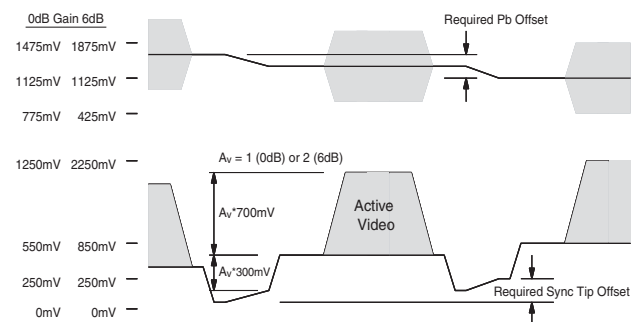 0dB Gain 6dB
Required Pb Offset
1475mV 1875mV
1125mV 1125mV
775mV 425mV
1250mV 2250mV
AV = 1 (0dB) or 2 (6dB)
AV*700mV
Active
Video
550mV 850mV
AV*300mV
250mV 250mV
Required Sync Tip Offset
0mV 0mV